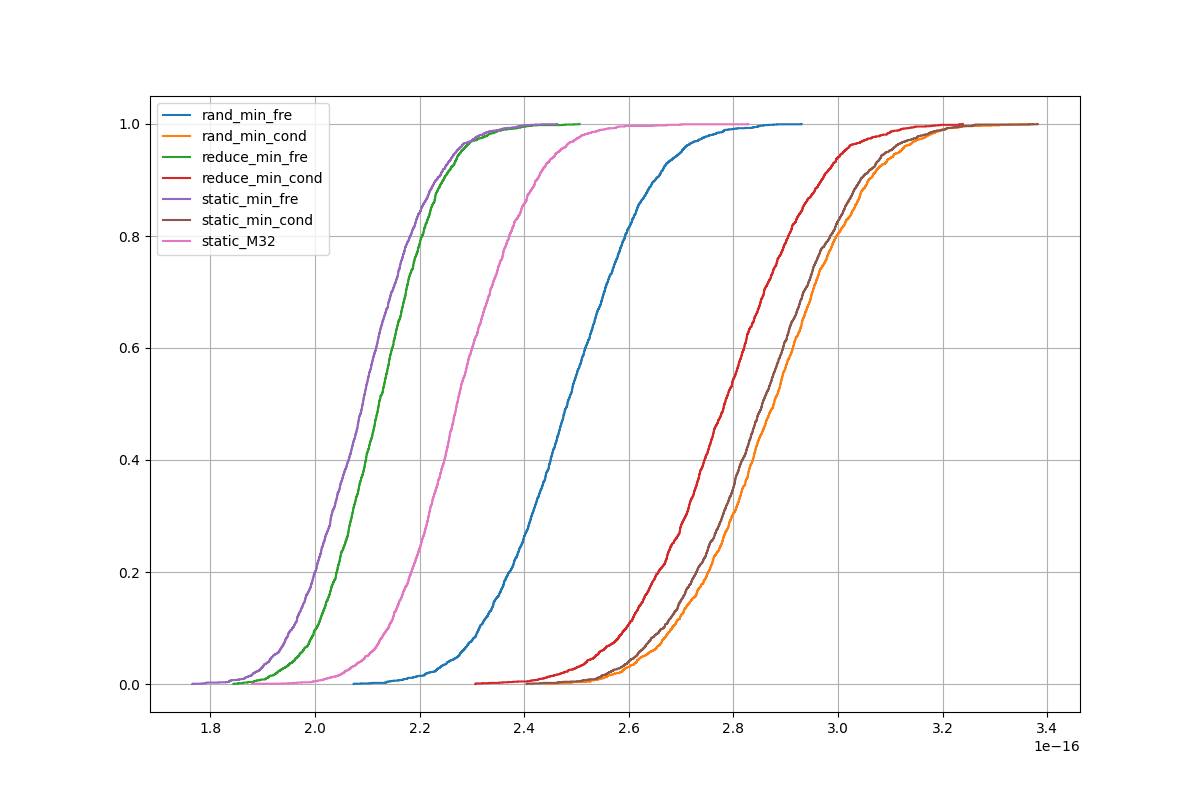 rand_min_fre
rand_min_cond
reduce_min_fre
reduce_min_cond
static_min_fre
static_min_cond
static_M32
1.0
0.8
0.6
0.4
0.2
0.0
1.8 2.0 2.2 2.4 2.6 2.8 3.0 3.2 3.4
1e−16